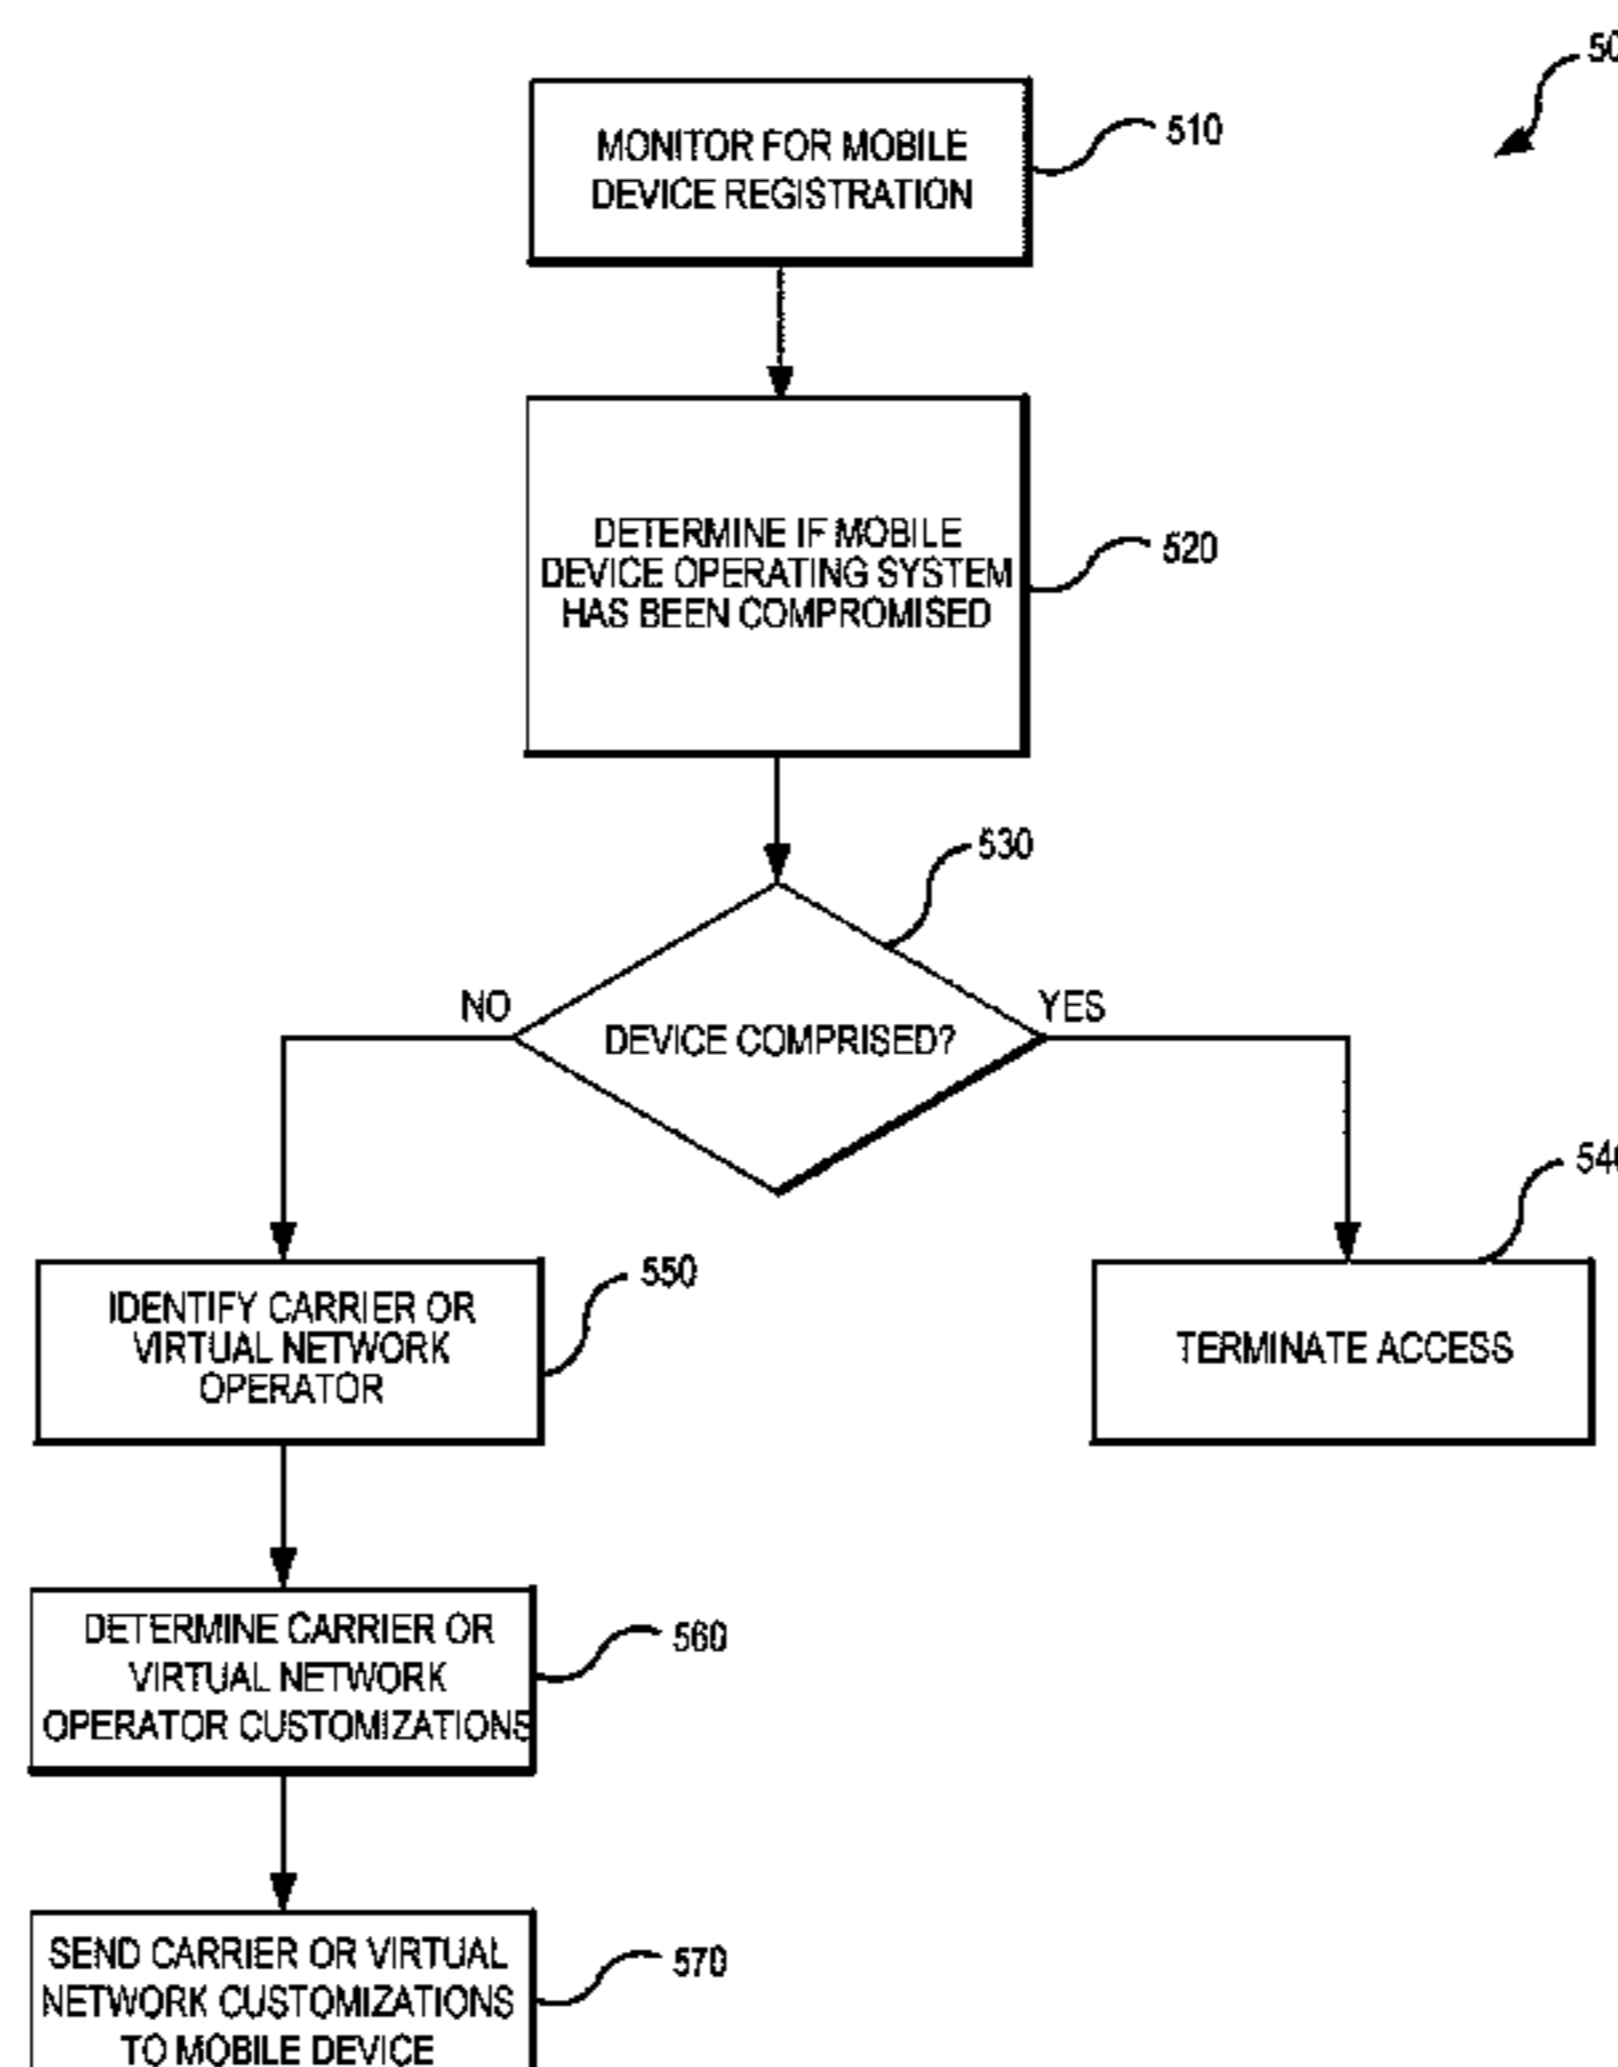 50
MONITOR FOR MOBILE
DEVICE REGISTRATION
510
DETERMINE IF MOBILE
DEVICE OPERATING SYSTEM
HAS BEEN COMPROMISED
520
530
NO
YES
DEVICE COMPRISED?
540
IDENTIFY CARRIER OR
VIRTUAL NETWORK
OPERATOR
550
TERMINATE ACCESS
DETERMINE CARRIER OR
VIRTUAL NETWORK
OPERATOR CUSTOMIZATIONS
560
SEND CARRIER OR VIRTUAL
NETWORK CUSTOMIZATIONS
TO MOBILE DEVICE
570